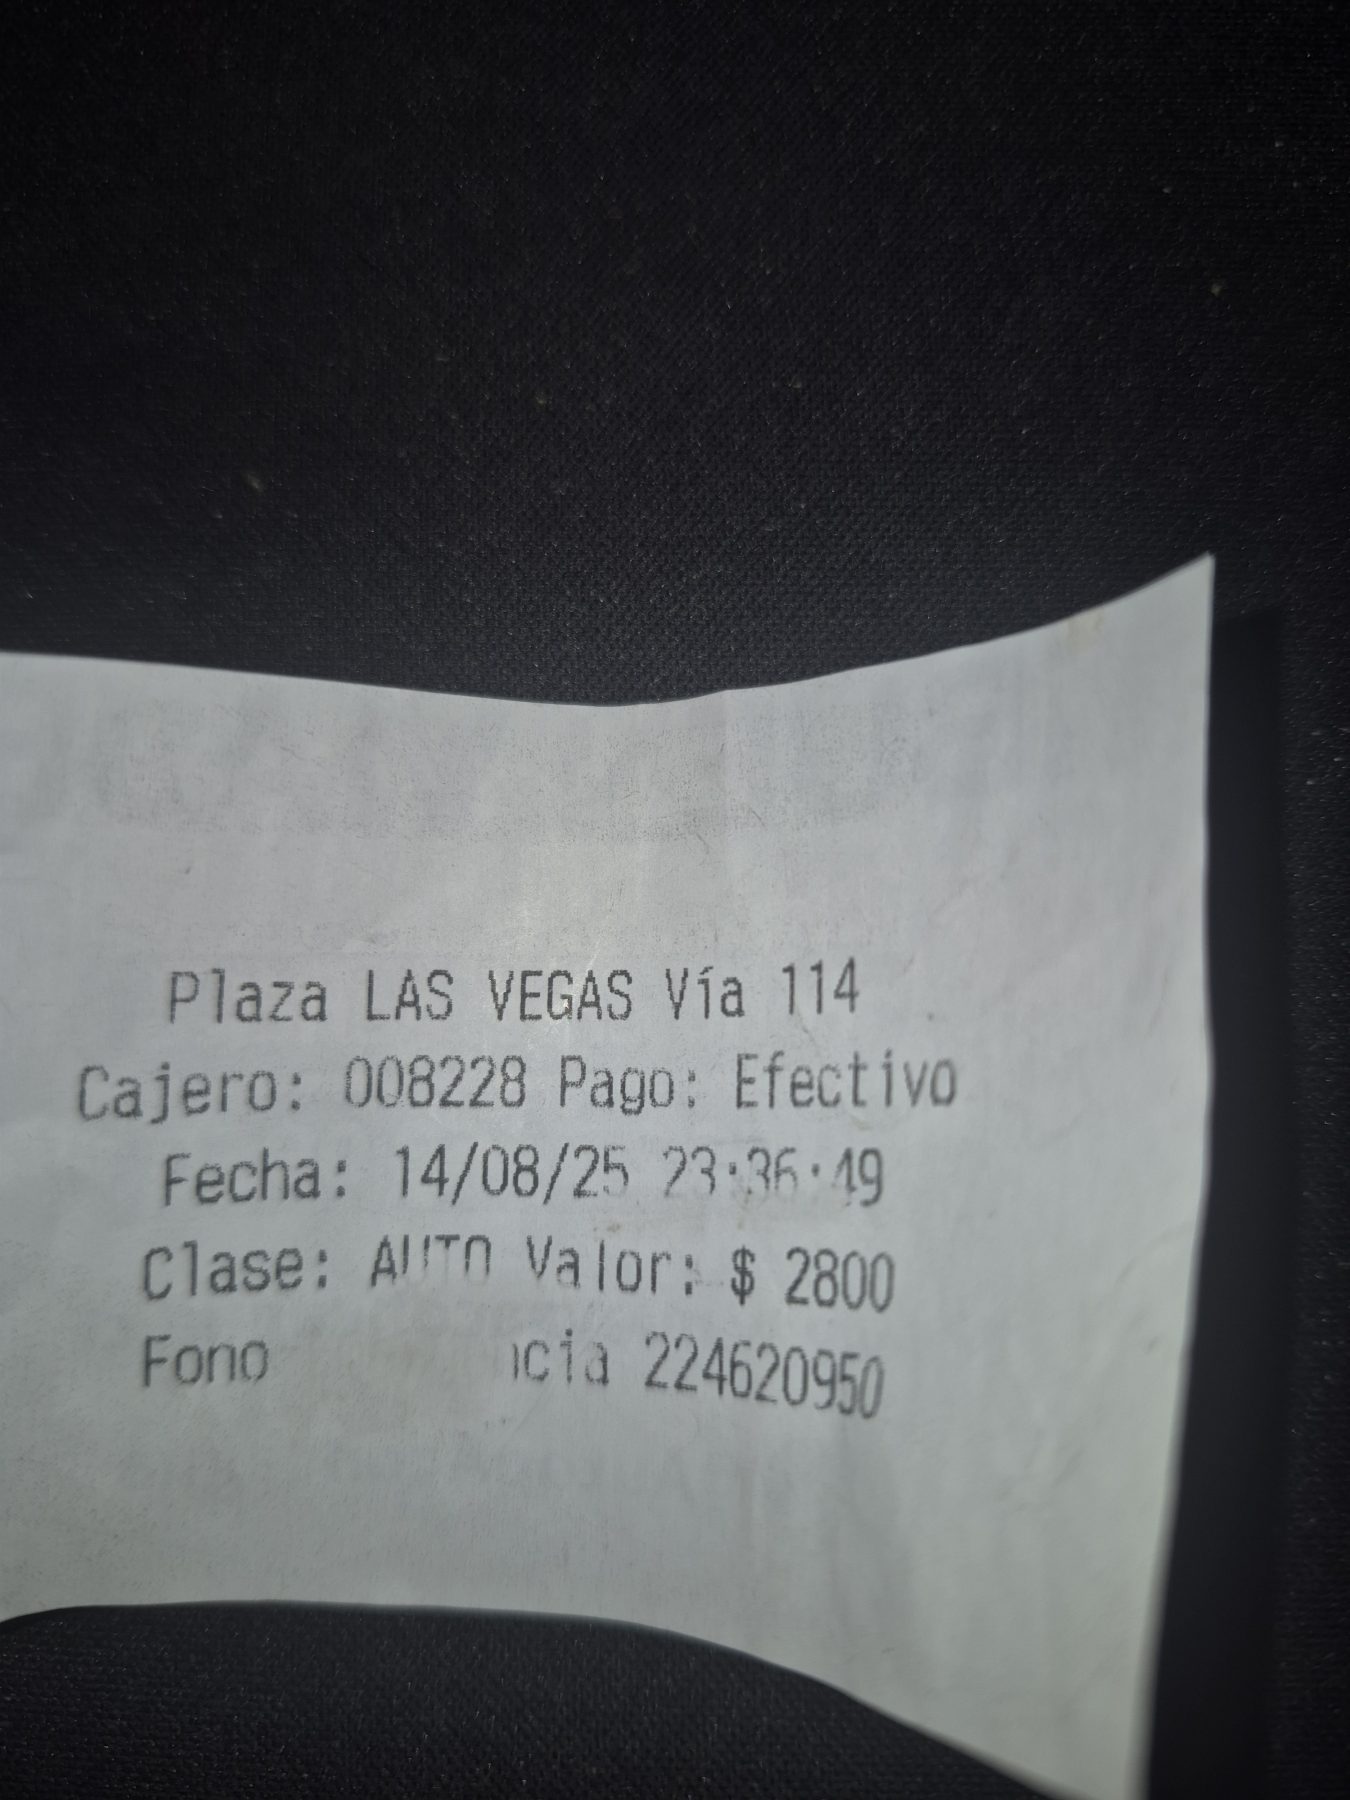 Plaza LAS VEGAS Vía 114
Cajero: 008228 Pago: Efectivo
Fecha: 14/08/25 23:36:49
Clase: AUTO Valor: $ 2800
Fono 224620950